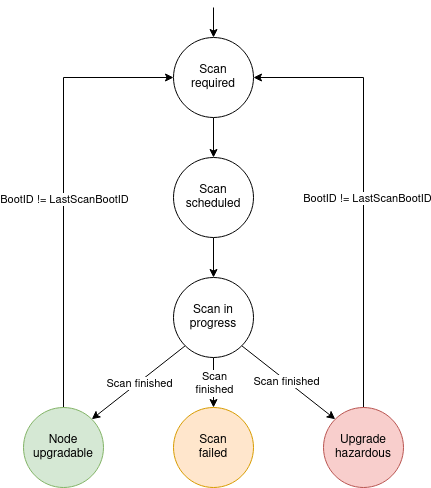 Scan
required
BootID != LastScanBootID
BootID != LastScanBootID
Scan
scheduled
Scan in
progress
Scan finished
Scan
finished
Scan finished
Node
upgradable
Scan
failed
Upgrade
hazardous